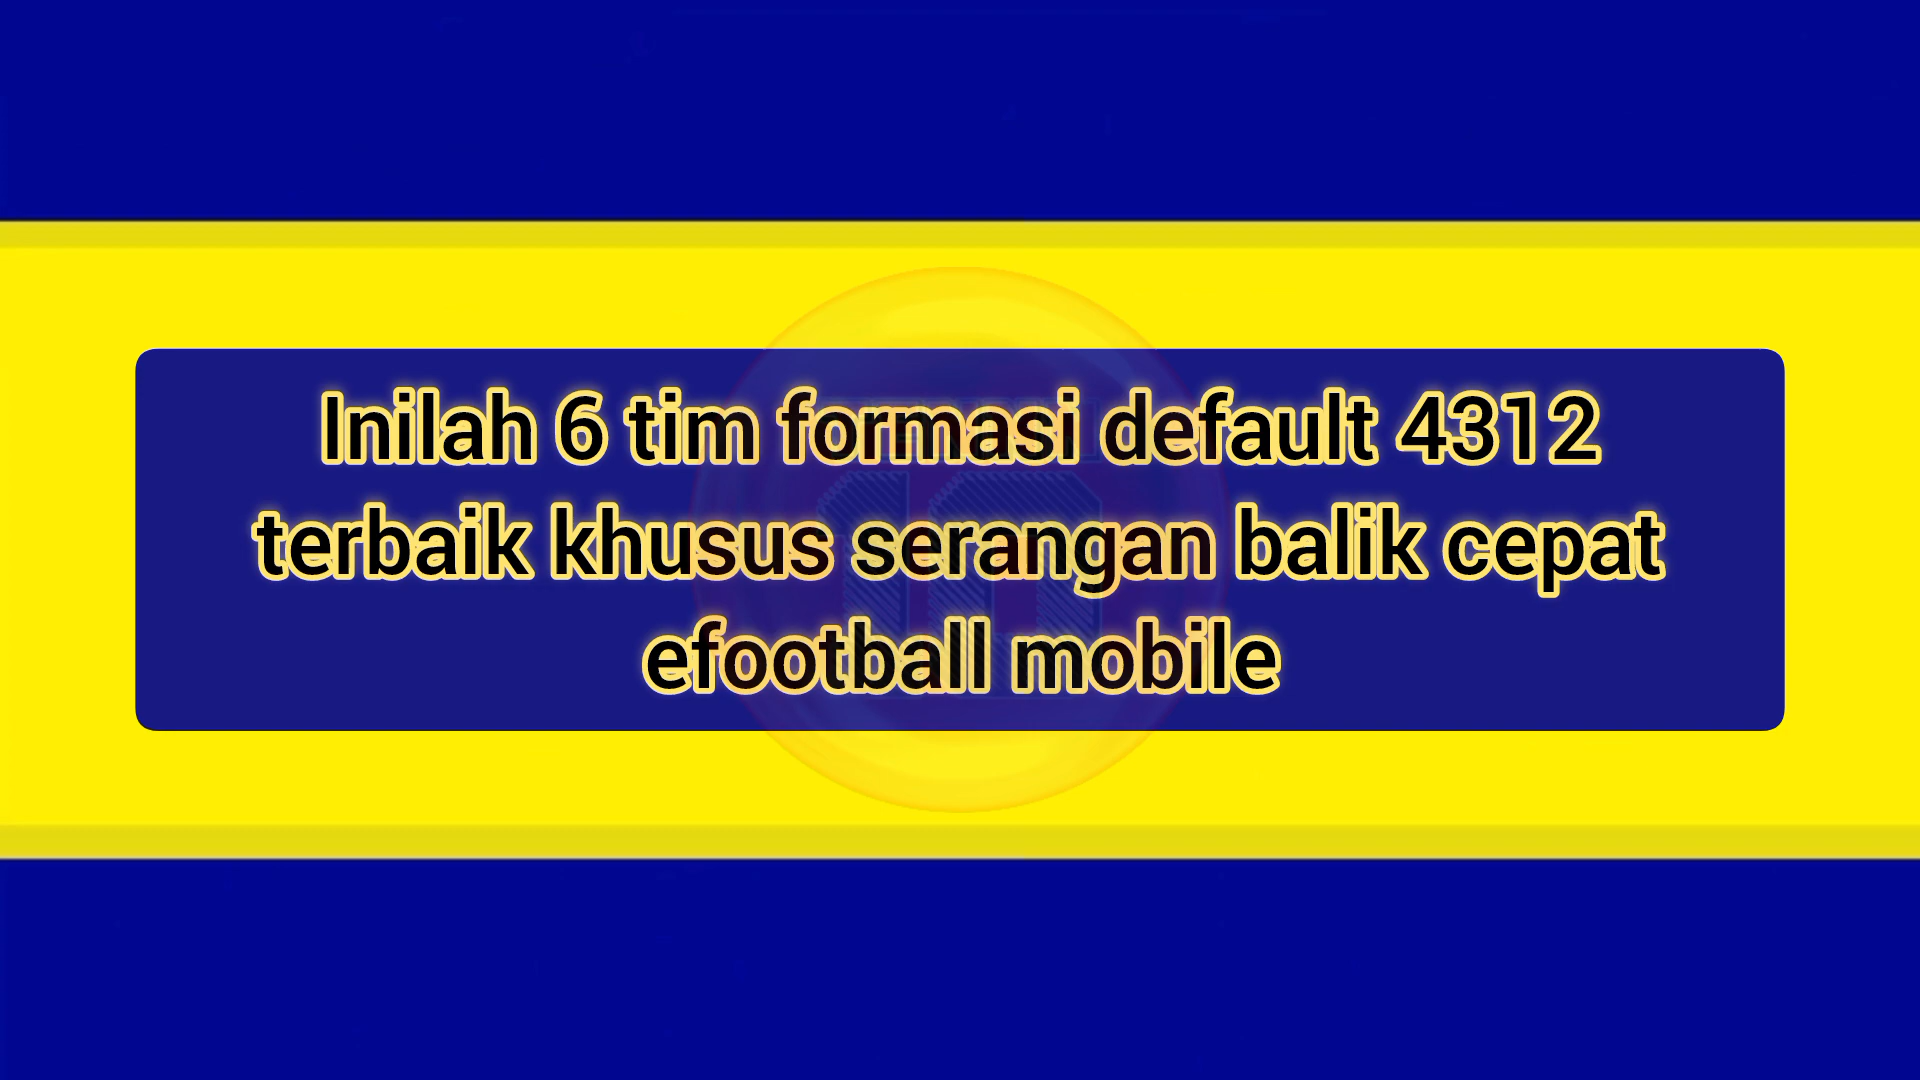 Inilah 6 tim formasi default 4312
terbaik khusus serangan balik cepat
efootball mobile